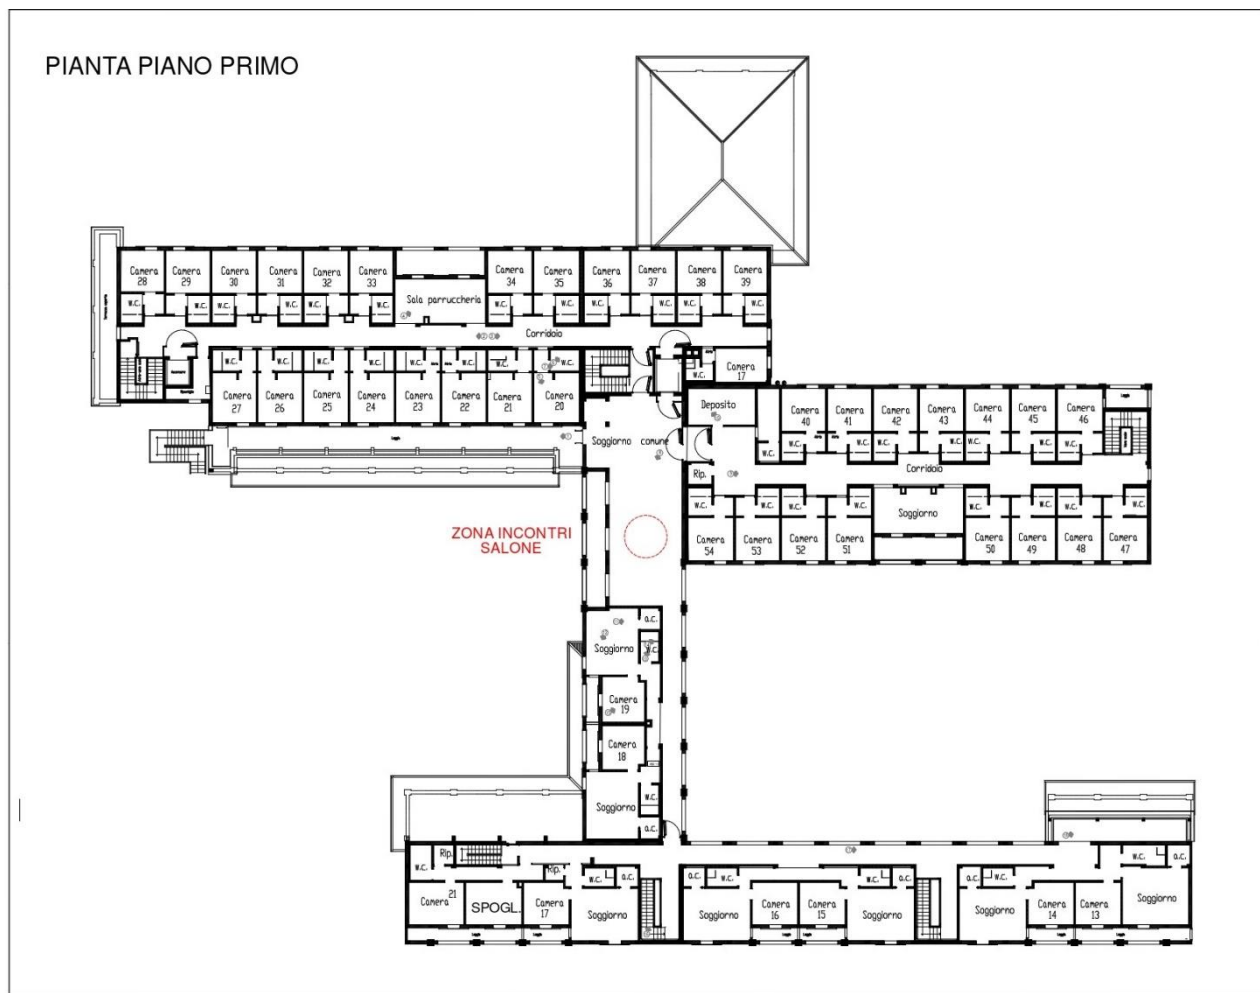 PIANTA PIANO PRIMO
Camera 28
Camera 29
Camera 30
Camera 31
Camera 32
Camera 33
Camera 34
Camera 35
Camera 36
Camera 37
Camera 38
Camera 39
Sala parruccheria
W.C.
W.C.
W.C.
W.C.
W.C.
W.C.
W.C.
W.C.
W.C.
W.C.
W.C.
W.C.
Corridoio
W.C.
W.C.
W.C.
W.C.
W.C.
W.C.
W.C.
W.C.
Camera 27
Camera 26
Camera 25
Camera 24
Camera 23
Camera 22
Camera 21
Camera 20
W.C.
Camera 17
Deposito
Soggiorno comune
Rip.
Camera 40
Camera 41
Camera 42
Camera 43
Camera 44
Camera 45
Camera 46
W.C.
W.C.
W.C.
W.C.
W.C.
W.C.
W.C.
W.C.
Corridoio
W.C.
W.C.
W.C.
W.C.
Soggiorno
W.C.
W.C.
W.C.
W.C.
Camera 54
Camera 53
Camera 52
Camera 51
Camera 50
Camera 49
Camera 48
Camera 47
ZONA INCONTRI
SALONE
a.c.
Soggiorno
W.C.
Camera 19
Camera 18
Soggiorno
W.C.
a.c.
W.C.
Rip.
Rip.
W.C.
a.c.
a.c.
W.C.
W.C.
a.c.
a.c.
W.C.
W.C.
a.c.
Camera 21
SPOGL.
Camera 17
Soggiorno
Soggiorno
Camera 16
Camera 15
Soggiorno
Soggiorno
Camera 14
Camera 13
Soggiorno